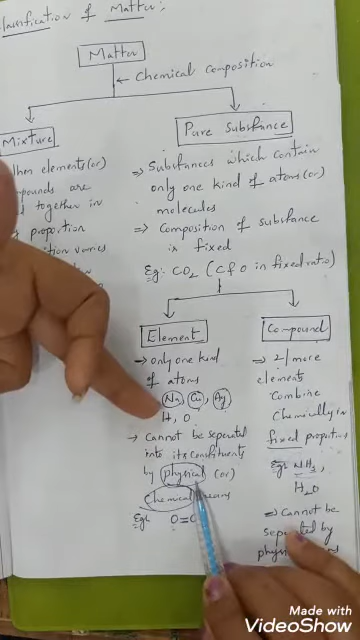 Classification of Matter:
Matter
Chemical composition
Mixture
Pure Substance
When elements (or)
compounds are
together in
proportion
varies
⇒ Substances which contain
only one kind of atoms (or)
molecules
⇒ Composition of substance
is fixed
Eg: CO2 (C & O in fixed ratio)
Element
→ only one kind
of atoms
Na, Cu, Ag
H, O
→ Cannot be seperated
into its constituents
by physical (or)
chemical means
Eg:
Compound
→ 2/more
elements
Combine
chemically in
fixed proportion
Eg: NH3,
H2O
⇒ Cannot be
seperated by
Made with
VideoShow